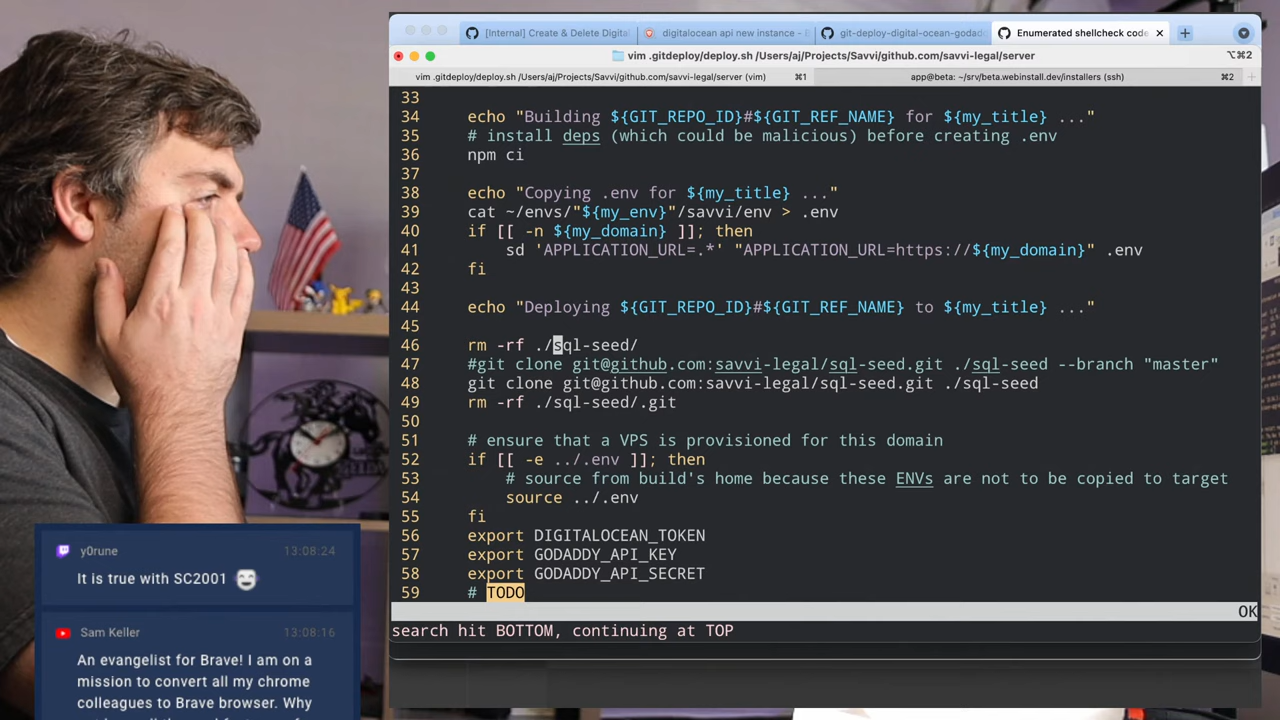 [Internal] Create & Delete Digita
digitalocean api new instance -
git-deploy-digital-ocean-godad
Enumerated shellcheck code
vim .gitdeploy/deploy.sh /Users/aj/Projects/Savvi/github.com/savvi-legal/server
⌥⌘2
vim .gitdeploy/deploy.sh /Users/aj/Projects/Savvi/github.com/savvi-legal/server (vim)
⌘1
app@beta: ~/srv/beta.webinstall.dev/installers (ssh)
⌘2
33
34 echo "Building ${GIT_REPO_ID}#${GIT_REF_NAME} for ${my_title} ..."
35 # install deps (which could be malicious) before creating .env
36 npm ci
37
38 echo "Copying .env for ${my_title} ..."
39 cat ~/envs/"${my_env}"/savvi/env > .env
40 if [[ -n ${my_domain} ]]; then
41 sd 'APPLICATION_URL=.*' "APPLICATION_URL=https://${my_domain}" .env
42 fi
43
44 echo "Deploying ${GIT_REPO_ID}#${GIT_REF_NAME} to ${my_title} ..."
45
46 rm -rf ./sql-seed/
47 #git clone git@github.com:savvi-legal/sql-seed.git ./sql-seed --branch "master"
48 git clone git@github.com:savvi-legal/sql-seed.git ./sql-seed
49 rm -rf ./sql-seed/.git
50
51 # ensure that a VPS is provisioned for this domain
52 if [[ -e ../.env ]]; then
53 # source from build's home because these ENVs are not to be copied to target
54 source ../.env
55 fi
56 export DIGITALOCEAN_TOKEN
57 export GODADDY_API_KEY
58 export GODADDY_API_SECRET
59 # TODO
OK
search hit BOTTOM, continuing at TOP
y0rune 13:08:24
It is true with SC2001
Sam Keller 13:08:16
An evangelist for Brave! I am on a
mission to convert all my chrome
colleagues to Brave browser. Why